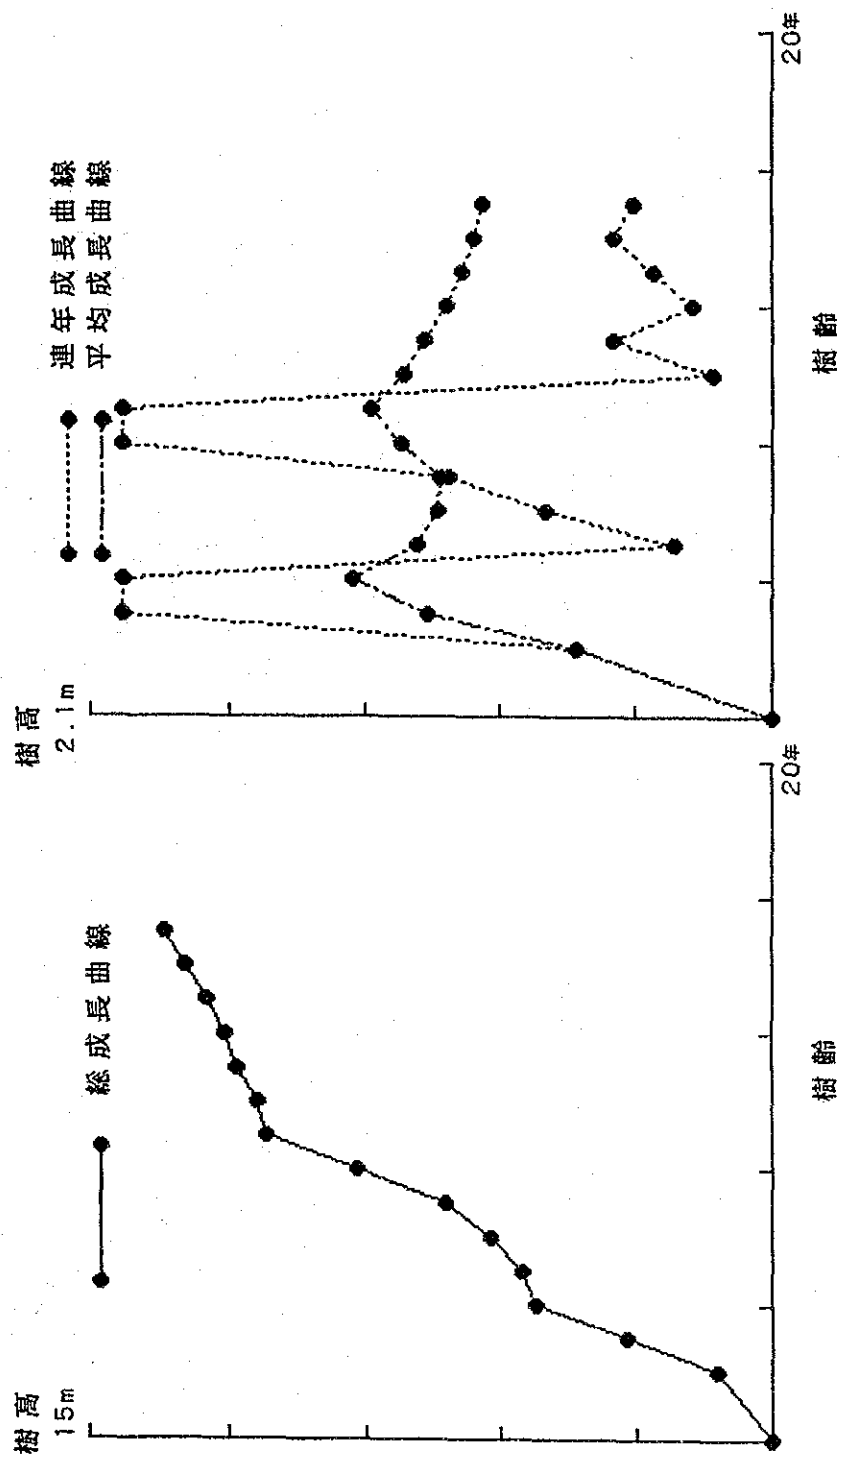 樹高
15m
総成長曲線
樹齢
20年
樹高
2.1m
連年成長曲線
平均成長曲線
樹齢
20年